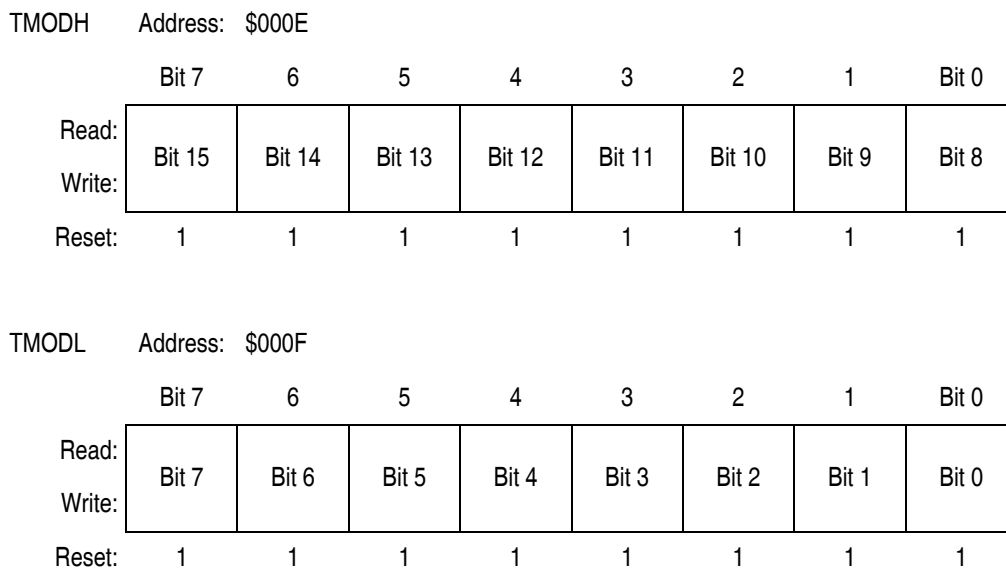 TMODH Address: $000E
Bit 7 6 5 4 3 2 1 Bit 0
Read:
Bit 15 Bit 14 Bit 13 Bit 12 Bit 11 Bit 10 Bit 9 Bit 8
Write:
Reset: 1 1 1 1 1 1 1 1
TMODL Address: $000F
Bit 7 6 5 4 3 2 1 Bit 0
Read:
Bit 7 Bit 6 Bit 5 Bit 4 Bit 3 Bit 2 Bit 1 Bit 0
Write:
Reset: 1 1 1 1 1 1 1 1